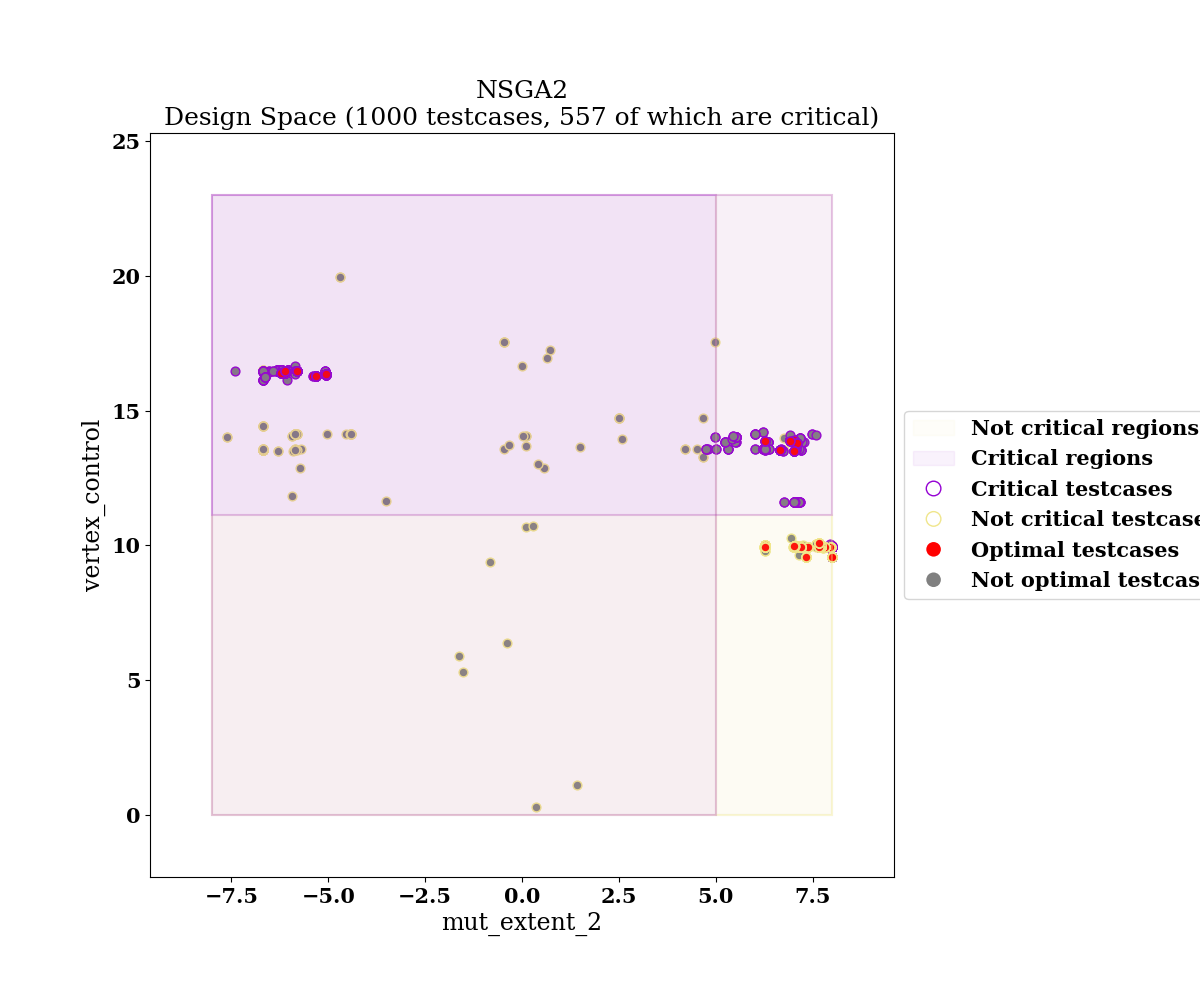 NSGA2
Design Space (1000 testcases, 557 of which are critical)
25
20
15
10
5
0
vertex_control
−7.5
−5.0
−2.5
0.0
2.5
5.0
7.5
mut_extent_2
Not critical regions
Critical regions
Critical testcases
Not critical testcase
Optimal testcases
Not optimal testcas